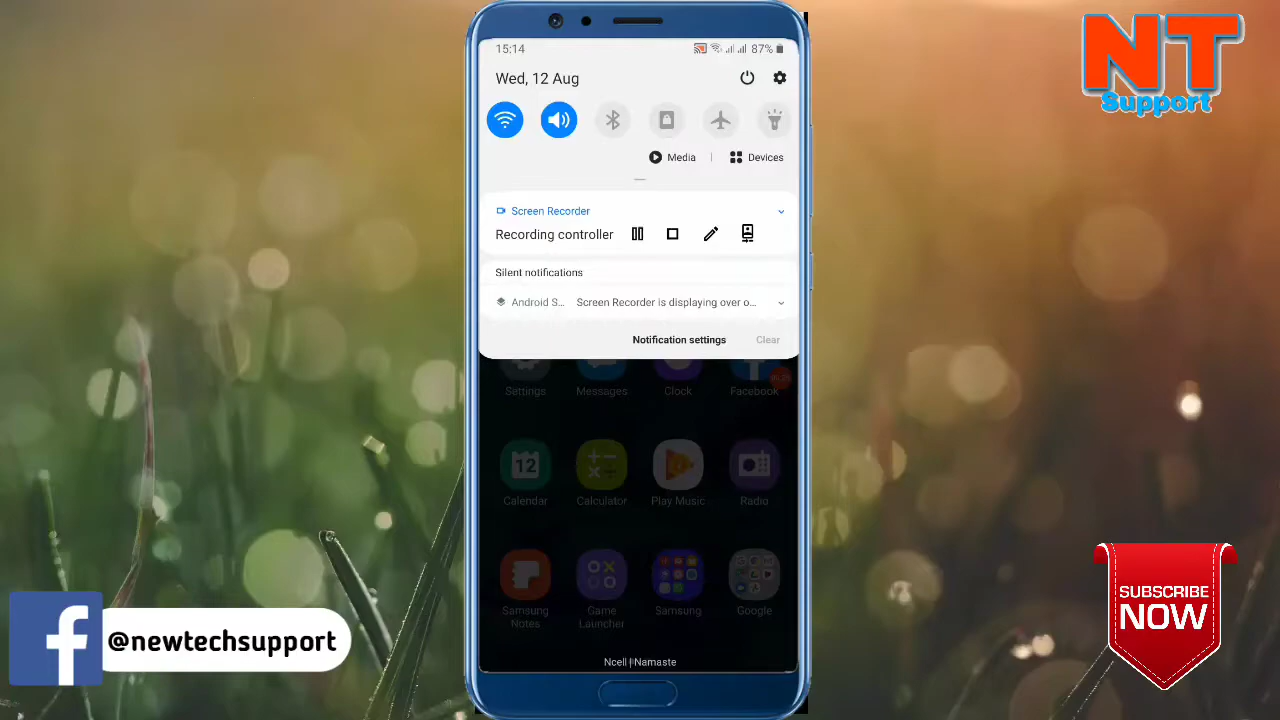 NT
Support
15:14
87%
Wed, 12 Aug
Media
Devices
Screen Recorder
Recording controller
Silent notifications
Android S... Screen Recorder is displaying over o...
Notification settings
Clear
Settings
Messages
Clock
Facebook
12
Calendar
Calculator
Play Music
Radio
Samsung
Notes
Game
Launcher
Samsung
Google
Ncell | Namaste
@newtechsupport
SUBSCRIBE
NOW